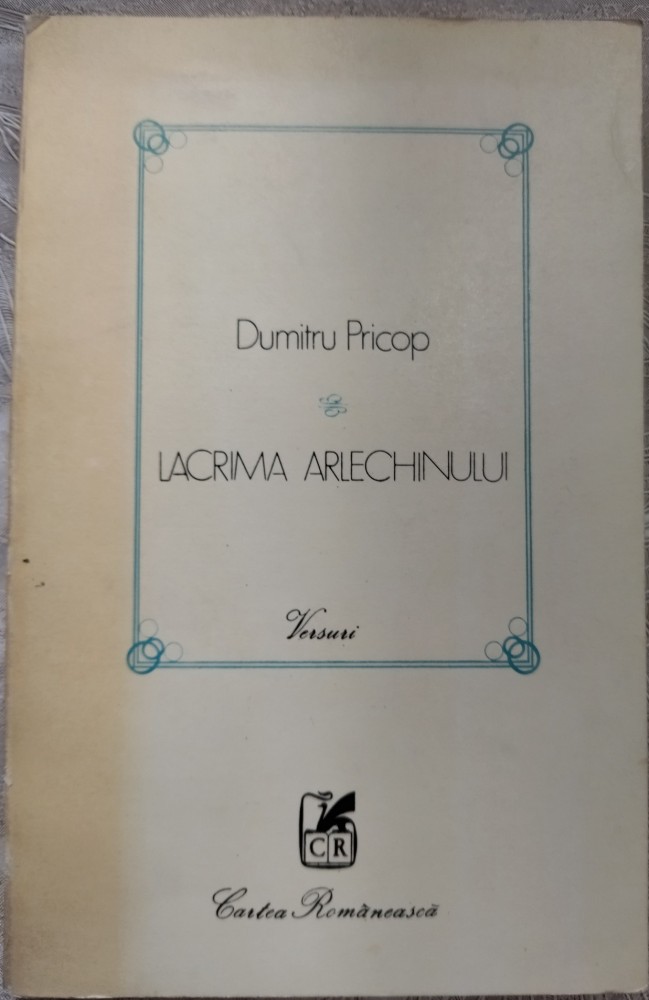 Dumitru Pricop
LACRIMA ARLECHINULUI
Versuri
CR
Cartea Românească